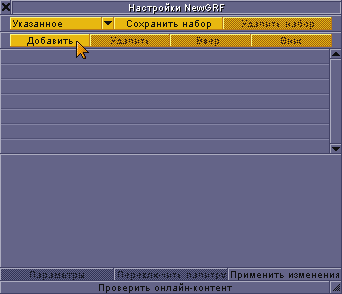 Настройки NewGRF
Указанное Сохранить набор Удалить набор
Добавить Удалить Вверх Вниз
Параметры Переключить палитру Применить изменения
Проверить онлайн-контент